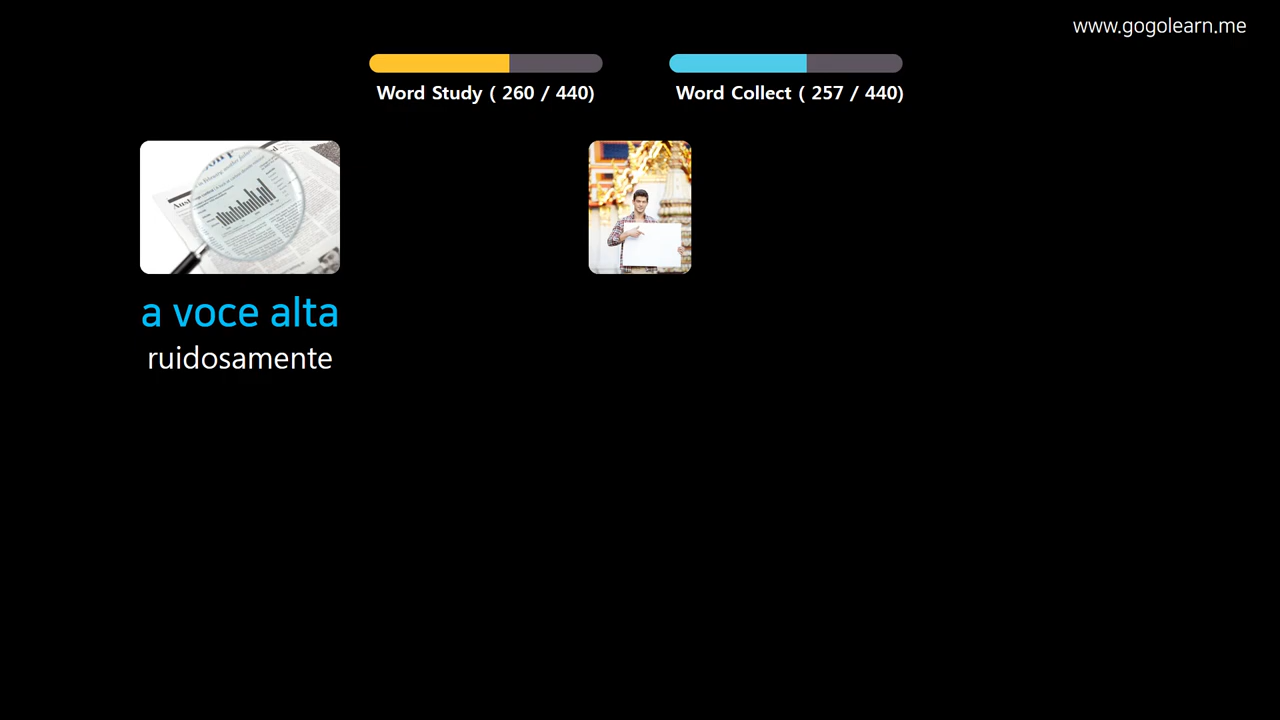 www.gogolearn.me
Word Study ( 260 / 440)
Word Collect ( 257 / 440)
a voce alta
ruidosamente